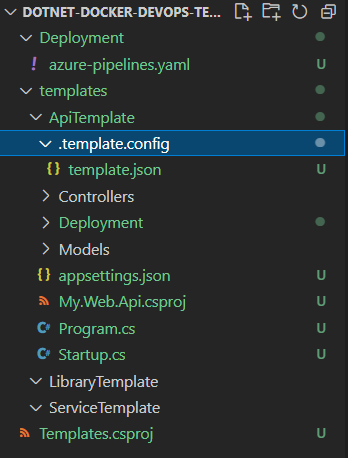 DOTNET-DOCKER-DEVOPS-TE...
Deployment
! azure-pipelines.yaml U
templates
ApiTemplate
.template.config
{} template.json U
Controllers
Deployment
Models
{} appsettings.json U
My.Web.Api.csproj U
C# Program.cs U
C# Startup.cs U
LibraryTemplate
ServiceTemplate
Templates.csproj U